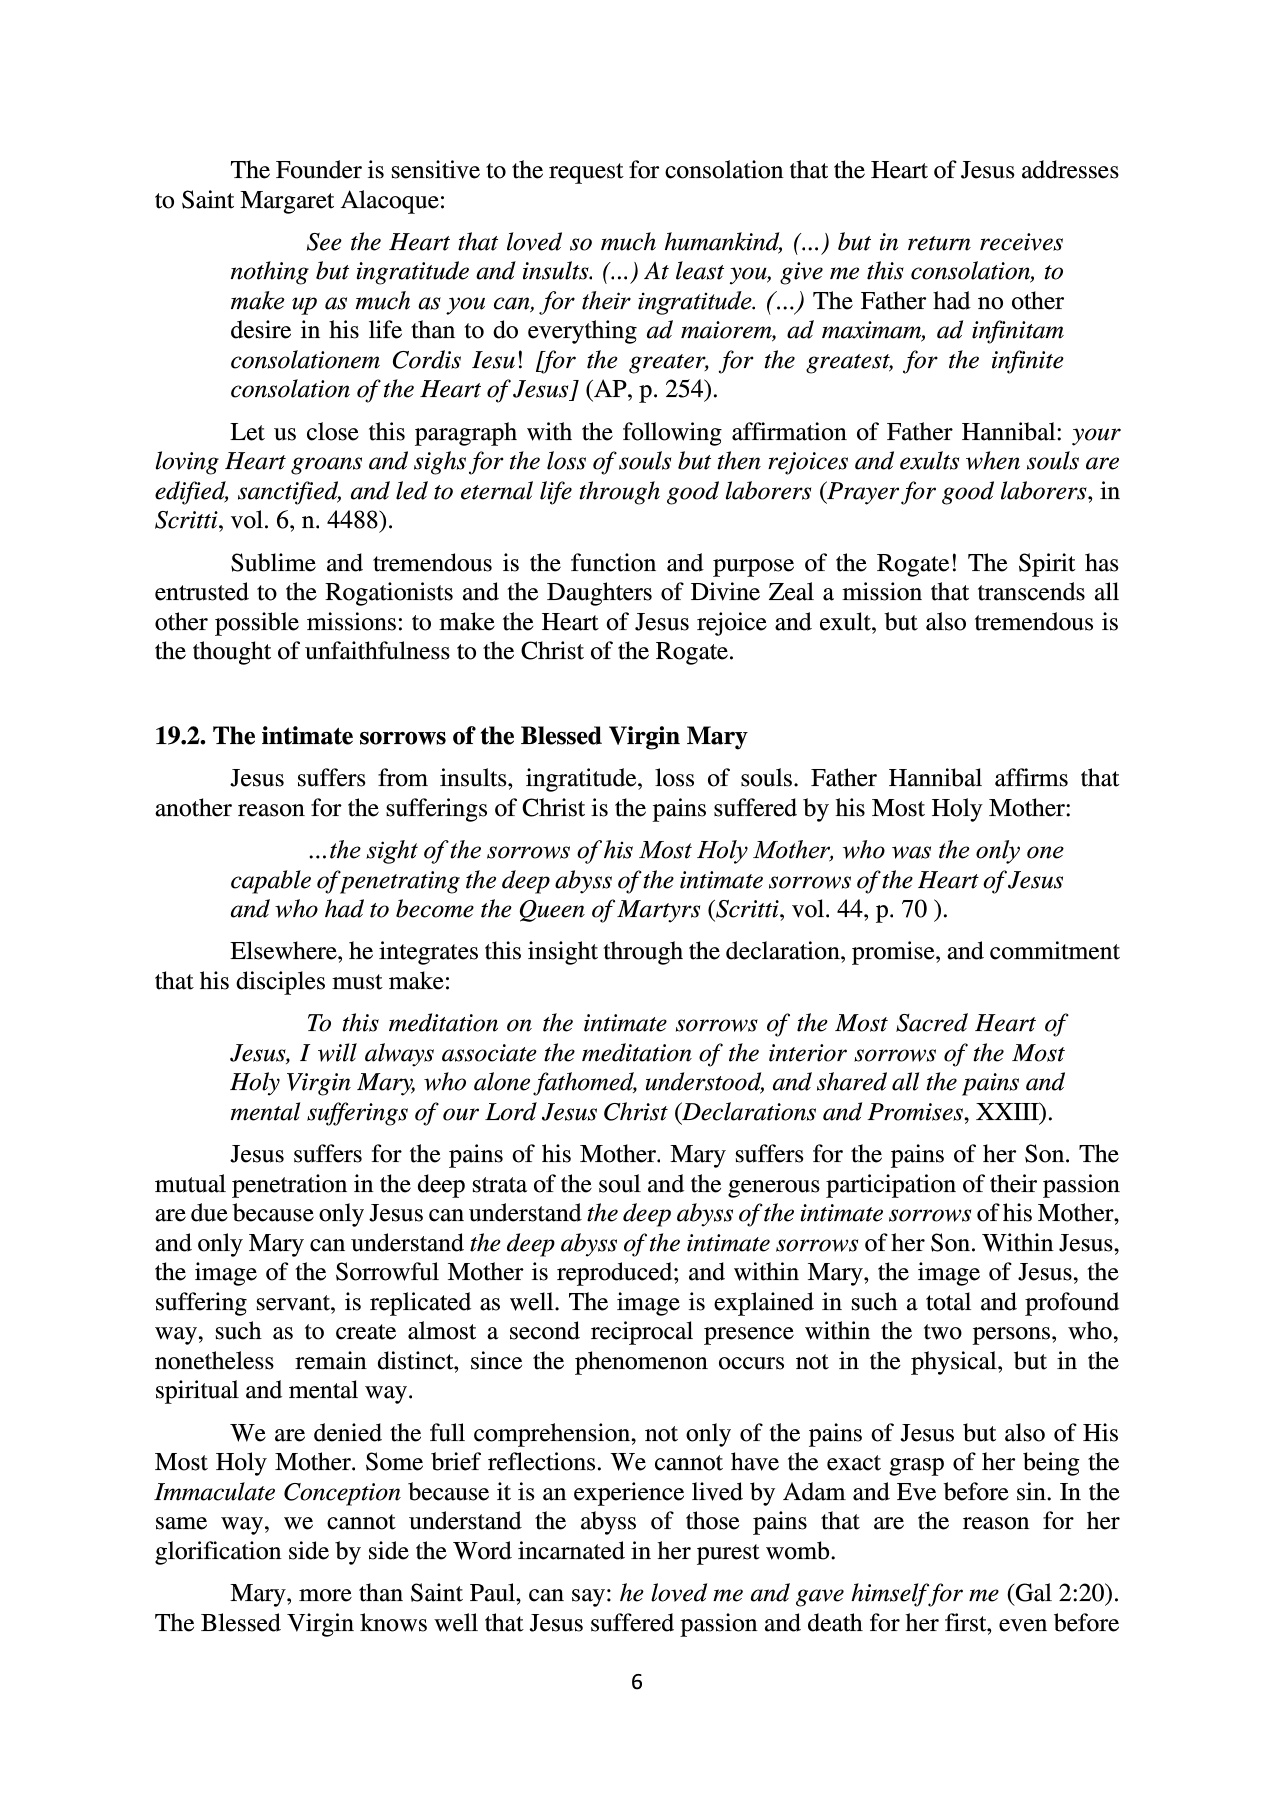 The Founder is sensitive to the request for consolation that the Heart of Jesus addresses
to Saint Margaret Alacoque:
See the Heart that loved so much humankind, (...) but in return receives
nothing but ingratitude and insults. (...) At least you, give me this consolation, to
make up as much as you can, for their ingratitude. (...) The Father had no other
desire in his life than to do everything ad maiorem, ad maximam, ad infinitam
consolationem Cordis Iesu! [for the greater, for the greatest, for the infinite
consolation of the Heart of Jesus] (AP, p. 254).
Let us close this paragraph with the following affirmation of Father Hannibal: your
loving Heart groans and sighs for the loss of souls but then rejoices and exults when souls are
edified, sanctified, and led to eternal life through good laborers (Prayer for good laborers, in
Scritti, vol. 6, n. 4488).
Sublime and tremendous is the function and purpose of the Rogate! The Spirit has
entrusted to the Rogationists and the Daughters of Divine Zeal a mission that transcends all
other possible missions: to make the Heart of Jesus rejoice and exult, but also tremendous is
the thought of unfaithfulness to the Christ of the Rogate.
19.2. The intimate sorrows of the Blessed Virgin Mary
Jesus suffers from insults, ingratitude, loss of souls. Father Hannibal affirms that
another reason for the sufferings of Christ is the pains suffered by his Most Holy Mother:
...the sight of the sorrows of his Most Holy Mother, who was the only one
capable of penetrating the deep abyss of the intimate sorrows of the Heart of Jesus
and who had to become the Queen of Martyrs (Scritti, vol. 44, p. 70 ).
Elsewhere, he integrates this insight through the declaration, promise, and commitment
that his disciples must make:
To this meditation on the intimate sorrows of the Most Sacred Heart of
Jesus, I will always associate the meditation of the interior sorrows of the Most
Holy Virgin Mary, who alone fathomed, understood, and shared all the pains and
mental sufferings of our Lord Jesus Christ (Declarations and Promises, XXIII).
Jesus suffers for the pains of his Mother. Mary suffers for the pains of her Son. The
mutual penetration in the deep strata of the soul and the generous participation of their passion
are due because only Jesus can understand the deep abyss of the intimate sorrows of his Mother,
and only Mary can understand the deep abyss of the intimate sorrows of her Son. Within Jesus,
the image of the Sorrowful Mother is reproduced; and within Mary, the image of Jesus, the
suffering servant, is replicated as well. The image is explained in such a total and profound
way, such as to create almost a second reciprocal presence within the two persons, who,
nonetheless remain distinct, since the phenomenon occurs not in the physical, but in the
spiritual and mental way.
We are denied the full comprehension, not only of the pains of Jesus but also of His
Most Holy Mother. Some brief reflections. We cannot have the exact grasp of her being the
Immaculate Conception because it is an experience lived by Adam and Eve before sin. In the
same way, we cannot understand the abyss of those pains that are the reason for her
glorification side by side the Word incarnated in her purest womb.
Mary, more than Saint Paul, can say: he loved me and gave himself for me (Gal 2:20).
The Blessed Virgin knows well that Jesus suffered passion and death for her first, even before
6